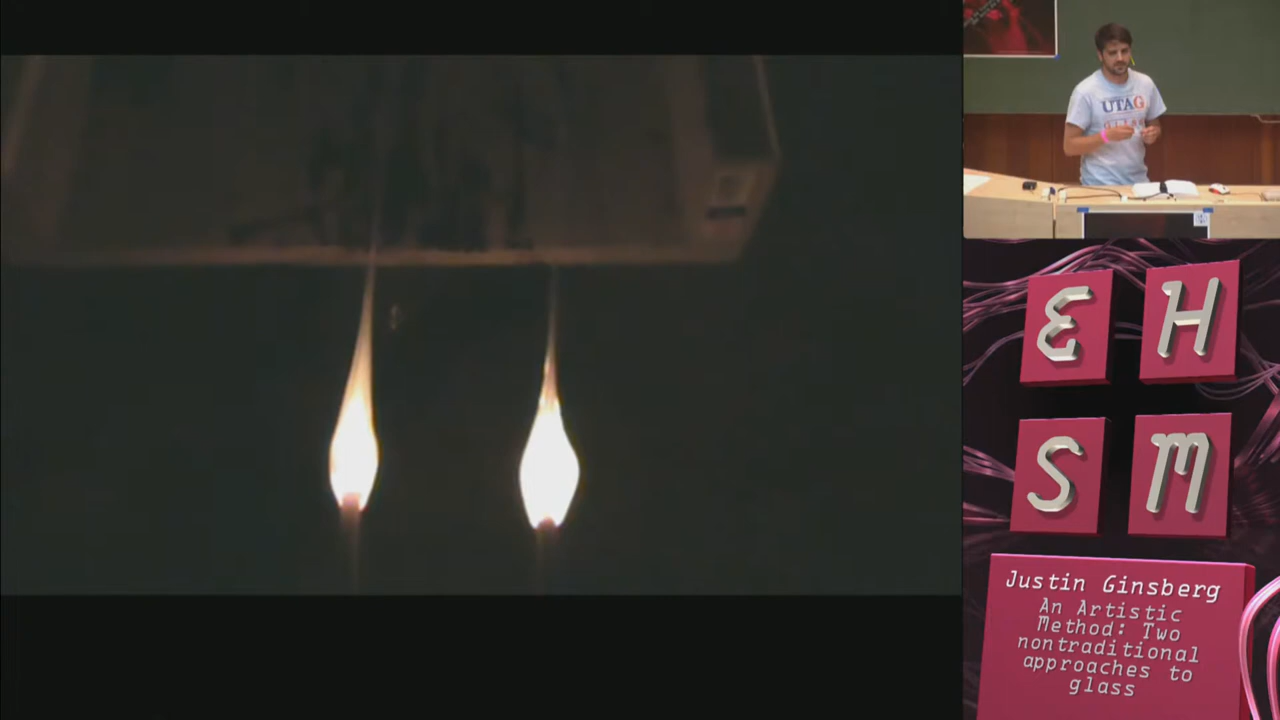 UTAG
E H
S M
Justin Ginsberg
An Artistic
Method: Two
nontraditional
approaches to
glass